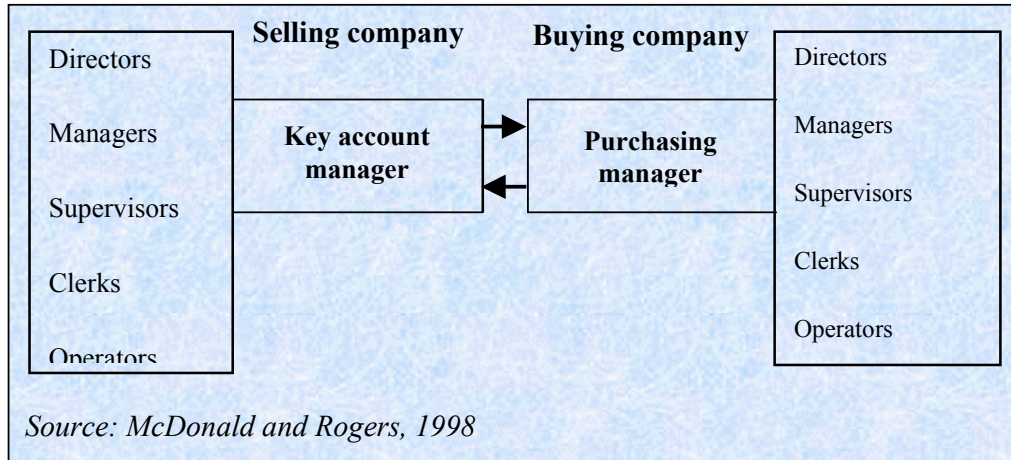 Selling company
Buying company
Directors
Managers
Supervisors
Clerks
Operators
Key account
manager
Purchasing
manager
Directors
Managers
Supervisors
Clerks
Operators
Source: McDonald and Rogers, 1998